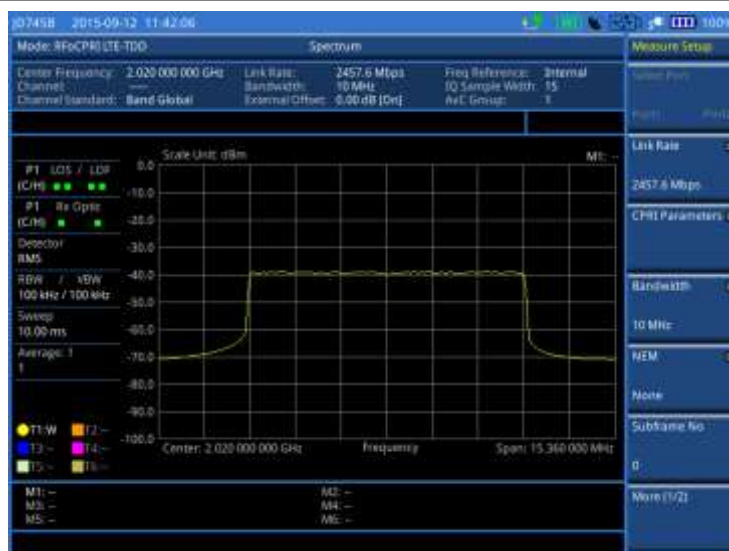 JD745B 2015-09-12 11:42:06 100%
Mode: RFoCPRI LTE-TDD Spectrum Measure Setup
Center Frequency: 2.020 000 000 GHz Link Rate: 2457.6 Mbps Freq Reference: Internal
Channel: --- Bandwidth: 10 MHz IQ Sample Width: 15
Channel Standard: Band Global External Offset: 0.00 dB [On] AxC Group: 1
Select Port
Scale Unit: dBm M1: --
Link Rate
2457.6 Mbps
P1 LOS / LOF
(C/H)
P1 Rx Optic
(C/H)
CPRI Parameters
Detector
RMS
RBW / VBW
100 kHz / 100 kHz
Bandwidth
10 MHz
Sweep
10.00 ms
Average: 1
1
NEM
None
0.0
-10.0
-20.0
-30.0
-40.0
-50.0
-60.0
-70.0
-80.0
-90.0
-100.0
T1:W T2:--
T3:-- T4:--
T5:-- T6:--
Center: 2.020 000 000 GHz Frequency Span: 15.360 000 MHz
Subframe No
0
M1: -- M2: --
M3: -- M4: --
M5: -- M6: --
More (1/2)